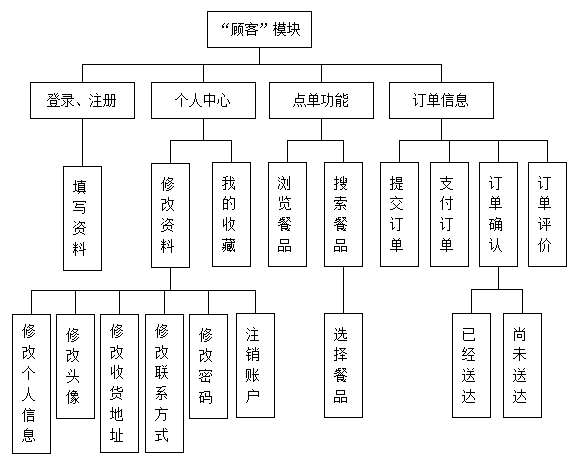 “顾客”模块
登录、注册
个人中心
点单功能
订单信息
填写资料
修改资料
我的收藏
浏览餐品
搜索餐品
提交订单
支付订单
订单确认
订单评价
修改个人信息
修改头像
修改收货地址
修改联系方式
修改密码
注销账户
选择餐品
已经送达
尚未送达